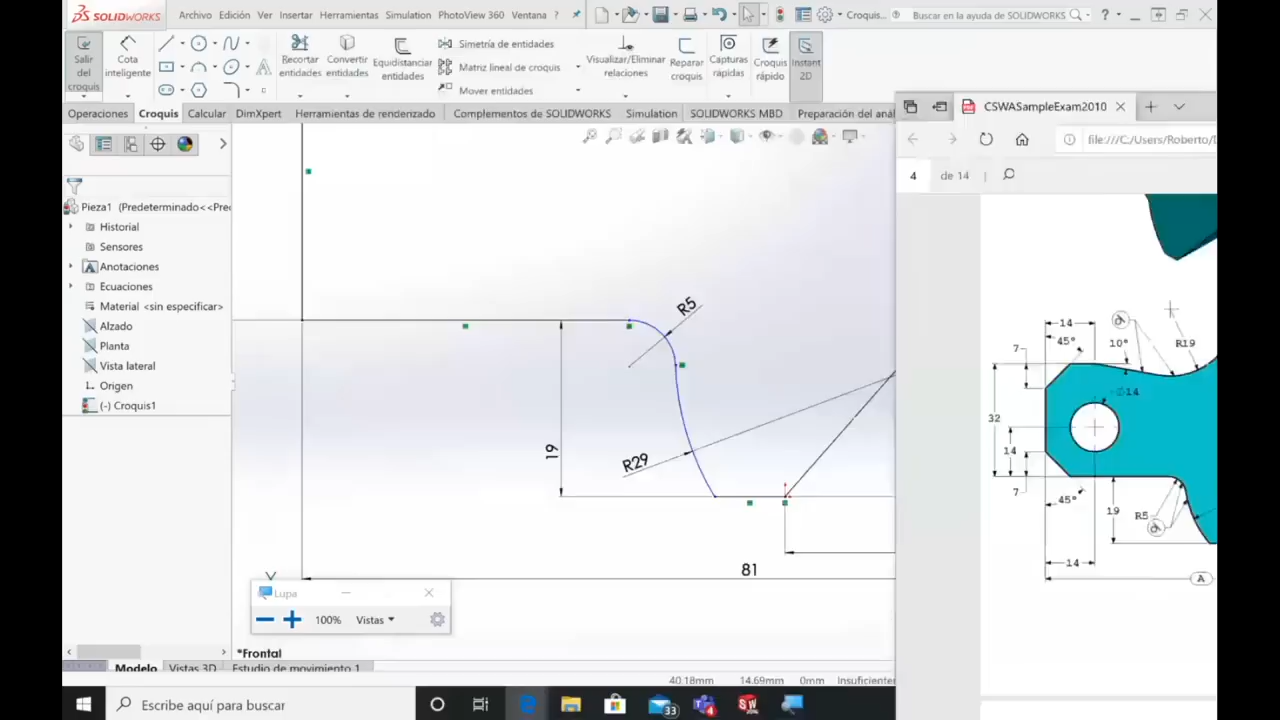 SOLIDWORKS Archivo Edición Ver Insertar Herramientas Simulation PhotoView 360 Ventana ? Croquis... Buscar en la ayuda de SOLIDWORKS ?
Salir del croquis
Cota inteligente
Recortar entidades
Convertir entidades
Equidistanciar entidades
Simetría de entidades
Matriz lineal de croquis
Mover entidades
Visualizar/Eliminar relaciones
Reparar croquis
Capturas rápidas
Croquis rápido
Instant 2D
Operaciones Croquis Calcular DimXpert Herramientas de renderizado Complementos de SOLIDWORKS Simulation SOLIDWORKS MBD Preparación del anál
CSWASampleExam2010
file:///C:/Users/Roberto/D
4 de 14
Pieza1 (Predeterminado<<Pre
Historial
Sensores
Anotaciones
Ecuaciones
Material <sin especificar>
Alzado
Planta
Vista lateral
Origen
(-) Croquis1
R5
19
R29
81
Y
Lupa
100% Vistas
*Frontal
Modelo Vistas 3D Estudio de movimiento 1
40.18mm 14.69mm 0mm Insuficiente
14
45°
7
10°
R19
∅14
32
14
7
45°
19
R5
14
A
Escribe aquí para buscar
33
4